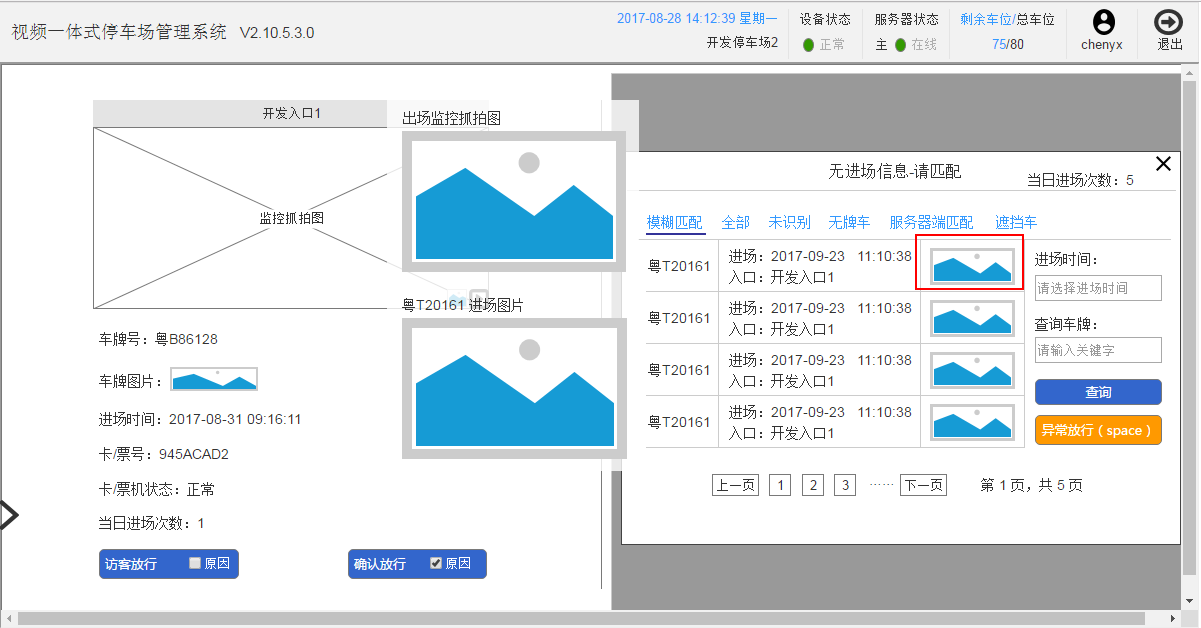 视频一体式停车场管理系统 V2.10.5.3.0
2017-08-28 14:12:39 星期一
开发停车场2
设备状态
正常
服务器状态
主 在线
剩余车位/总车位
75/80
chenyx
退出
开发入口1
监控抓拍图
出场监控抓拍图
粤T20161 进场图片
车牌号：粤B86128
车牌图片：
进场时间：2017-08-31 09:16:11
卡/票号：945ACAD2
卡/票机状态：正常
当日进场次数：1
访客放行 原因
确认放行 原因
无进场信息-请匹配
当日进场次数：5
模糊匹配 全部 未识别 无牌车 服务器端匹配 遮挡车
粤T20161
进场：2017-09-23 11:10:38
入口：开发入口1
粤T20161
进场：2017-09-23 11:10:38
入口：开发入口1
粤T20161
进场：2017-09-23 11:10:38
入口：开发入口1
粤T20161
进场：2017-09-23 11:10:38
入口：开发入口1
进场时间：
请选择进场时间
查询车牌：
请输入关键字
查询
异常放行（space）
上一页 1 2 3 …… 下一页 第 1 页，共 5 页